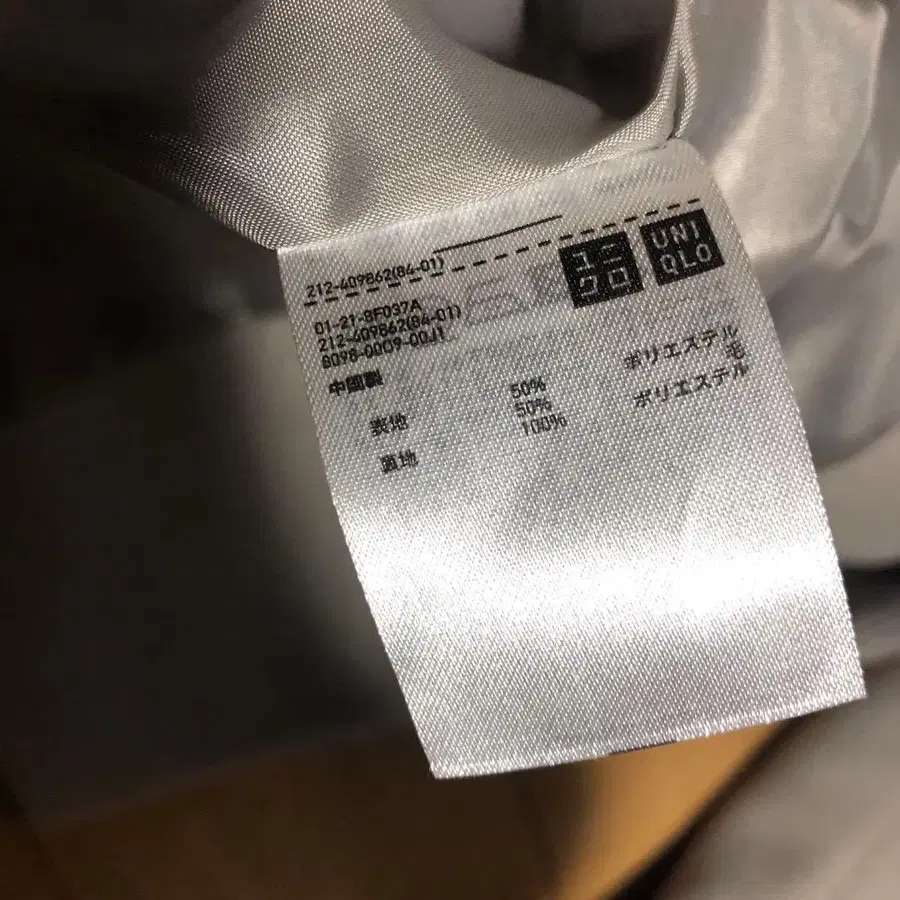 212-409862(84-01)
ユニ
クロ
UNI
QLO
01-21-3F037A
212-409862(84-01)
8098-00C9-00J1
中国製
表地 50% ポリエステル
50% 毛
裏地 100% ポリエステル